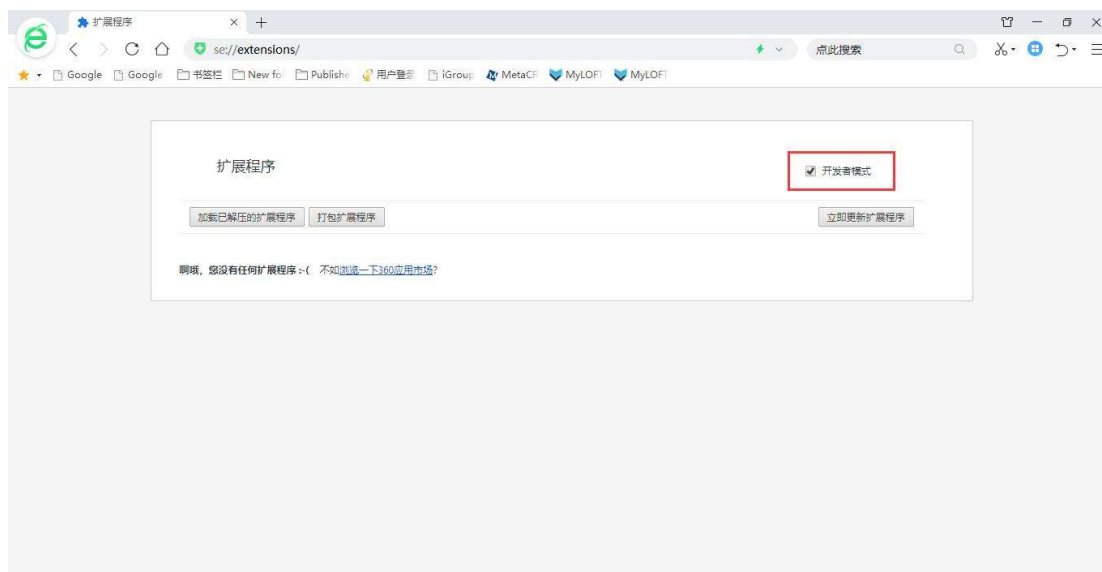 扩展程序
se://extensions/
点此搜索
Google Google 书签栏 New fo Publishe 用户登录 iGroup MetaCR MyLOFT MyLOFT
扩展程序
开发者模式
加载已解压的扩展程序 打包扩展程序 立即更新扩展程序
啊哦，您没有任何扩展程序 :-( 不如浏览一下360应用市场?